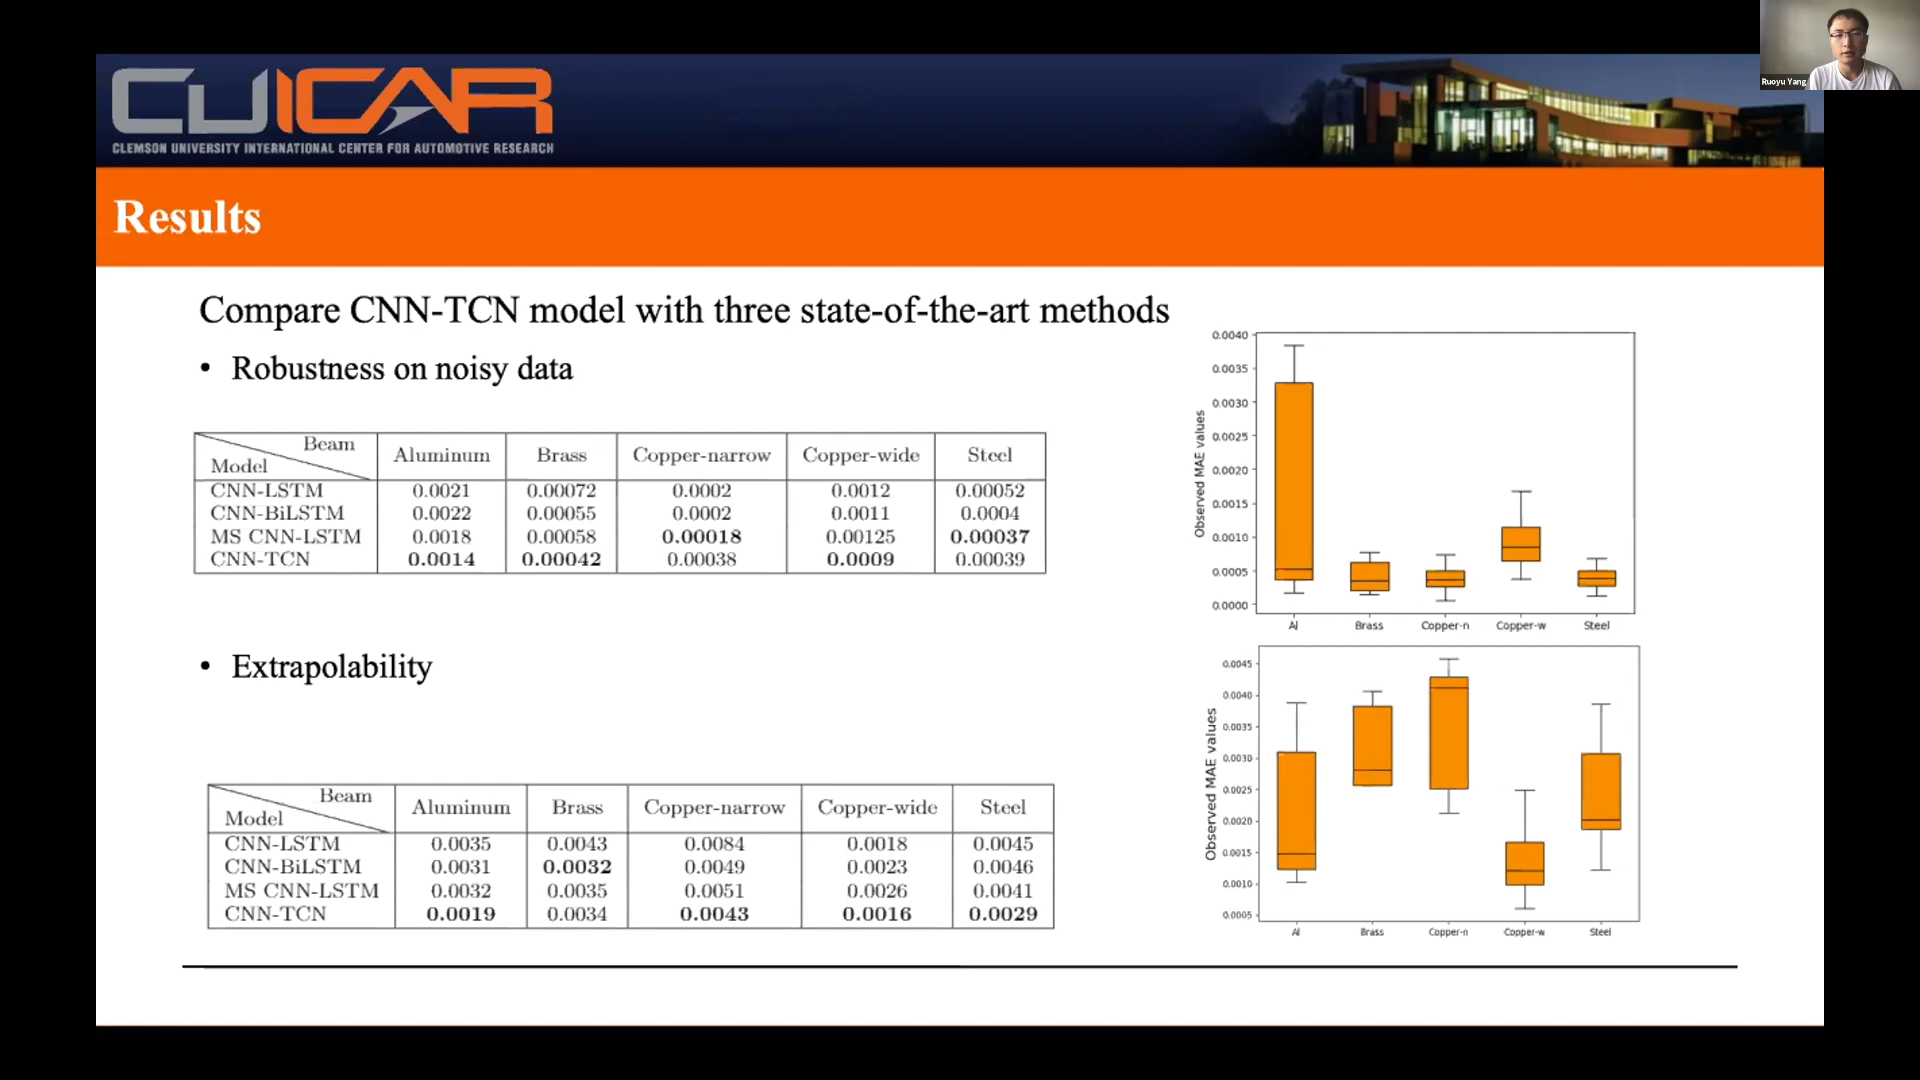 CUICAR
CLEMSON UNIVERSITY INTERNATIONAL CENTER FOR AUTOMOTIVE RESEARCH
Ruoyu Yang
Results
Compare CNN-TCN model with three state-of-the-art methods
• Robustness on noisy data
Beam
Model Aluminum Brass Copper-narrow Copper-wide Steel
CNN-LSTM 0.0021 0.00072 0.0002 0.0012 0.00052
CNN-BiLSTM 0.0022 0.00055 0.0002 0.0011 0.0004
MS CNN-LSTM 0.0018 0.00058 0.00018 0.00125 0.00037
CNN-TCN 0.0014 0.00042 0.00038 0.0009 0.00039
Observed MAE values
0.0040
0.0035
0.0030
0.0025
0.0020
0.0015
0.0010
0.0005
0.0000
Al Brass Copper-n Copper-w Steel
• Extrapolability
Beam
Model Aluminum Brass Copper-narrow Copper-wide Steel
CNN-LSTM 0.0035 0.0043 0.0084 0.0018 0.0045
CNN-BiLSTM 0.0031 0.0032 0.0049 0.0023 0.0046
MS CNN-LSTM 0.0032 0.0035 0.0051 0.0026 0.0041
CNN-TCN 0.0019 0.0034 0.0043 0.0016 0.0029
Observed MAE values
0.0045
0.0040
0.0035
0.0030
0.0025
0.0020
0.0015
0.0010
0.0005
Al Brass Copper-n Copper-w Steel